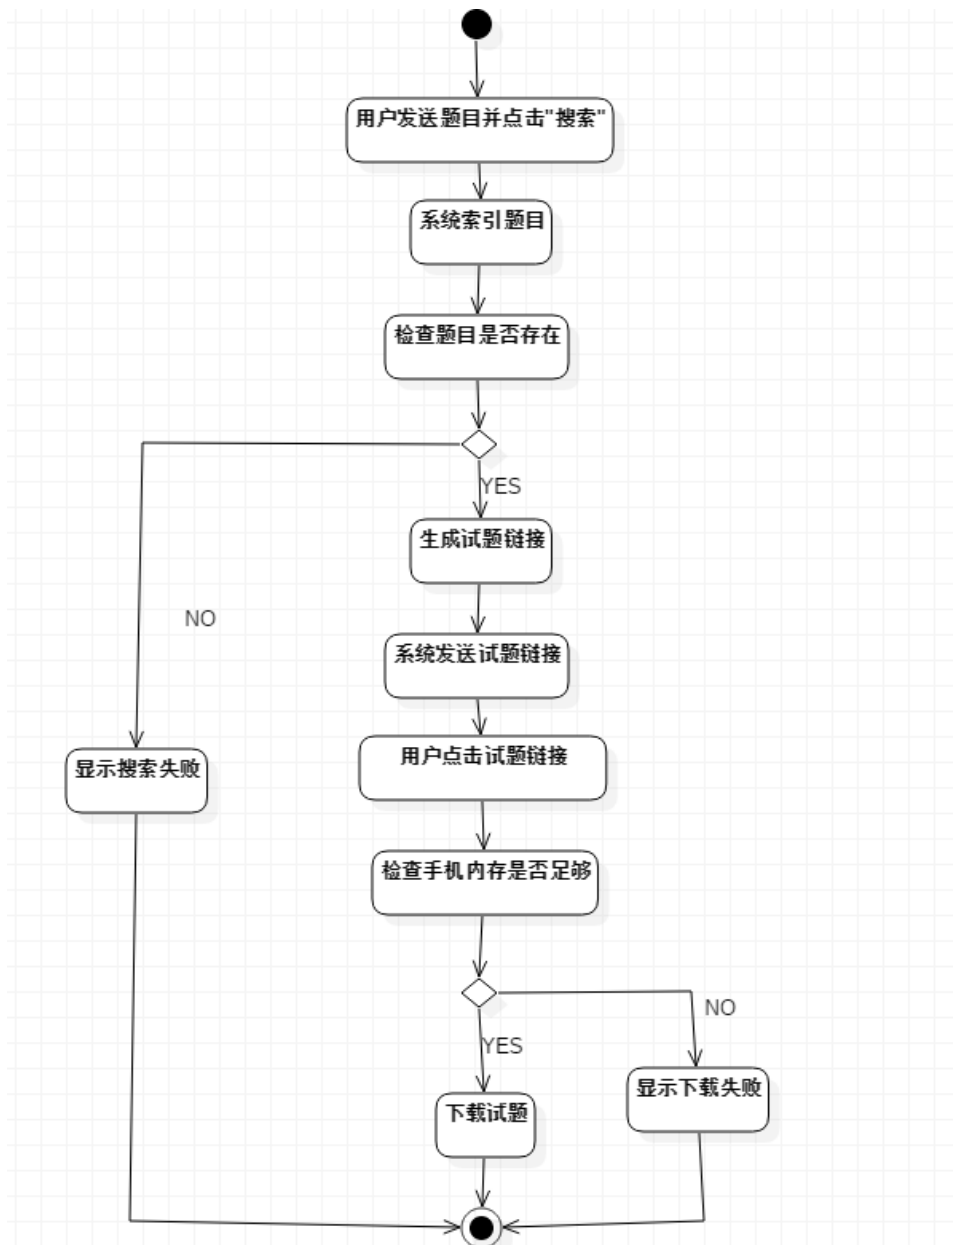 用户发送题目并点击"搜索"
系统索引题目
检查题目是否存在
YES
生成试题链接
NO
系统发送试题链接
用户点击试题链接
显示搜索失败
检查手机内存是否足够
NO
YES
显示下载失败
下载试题